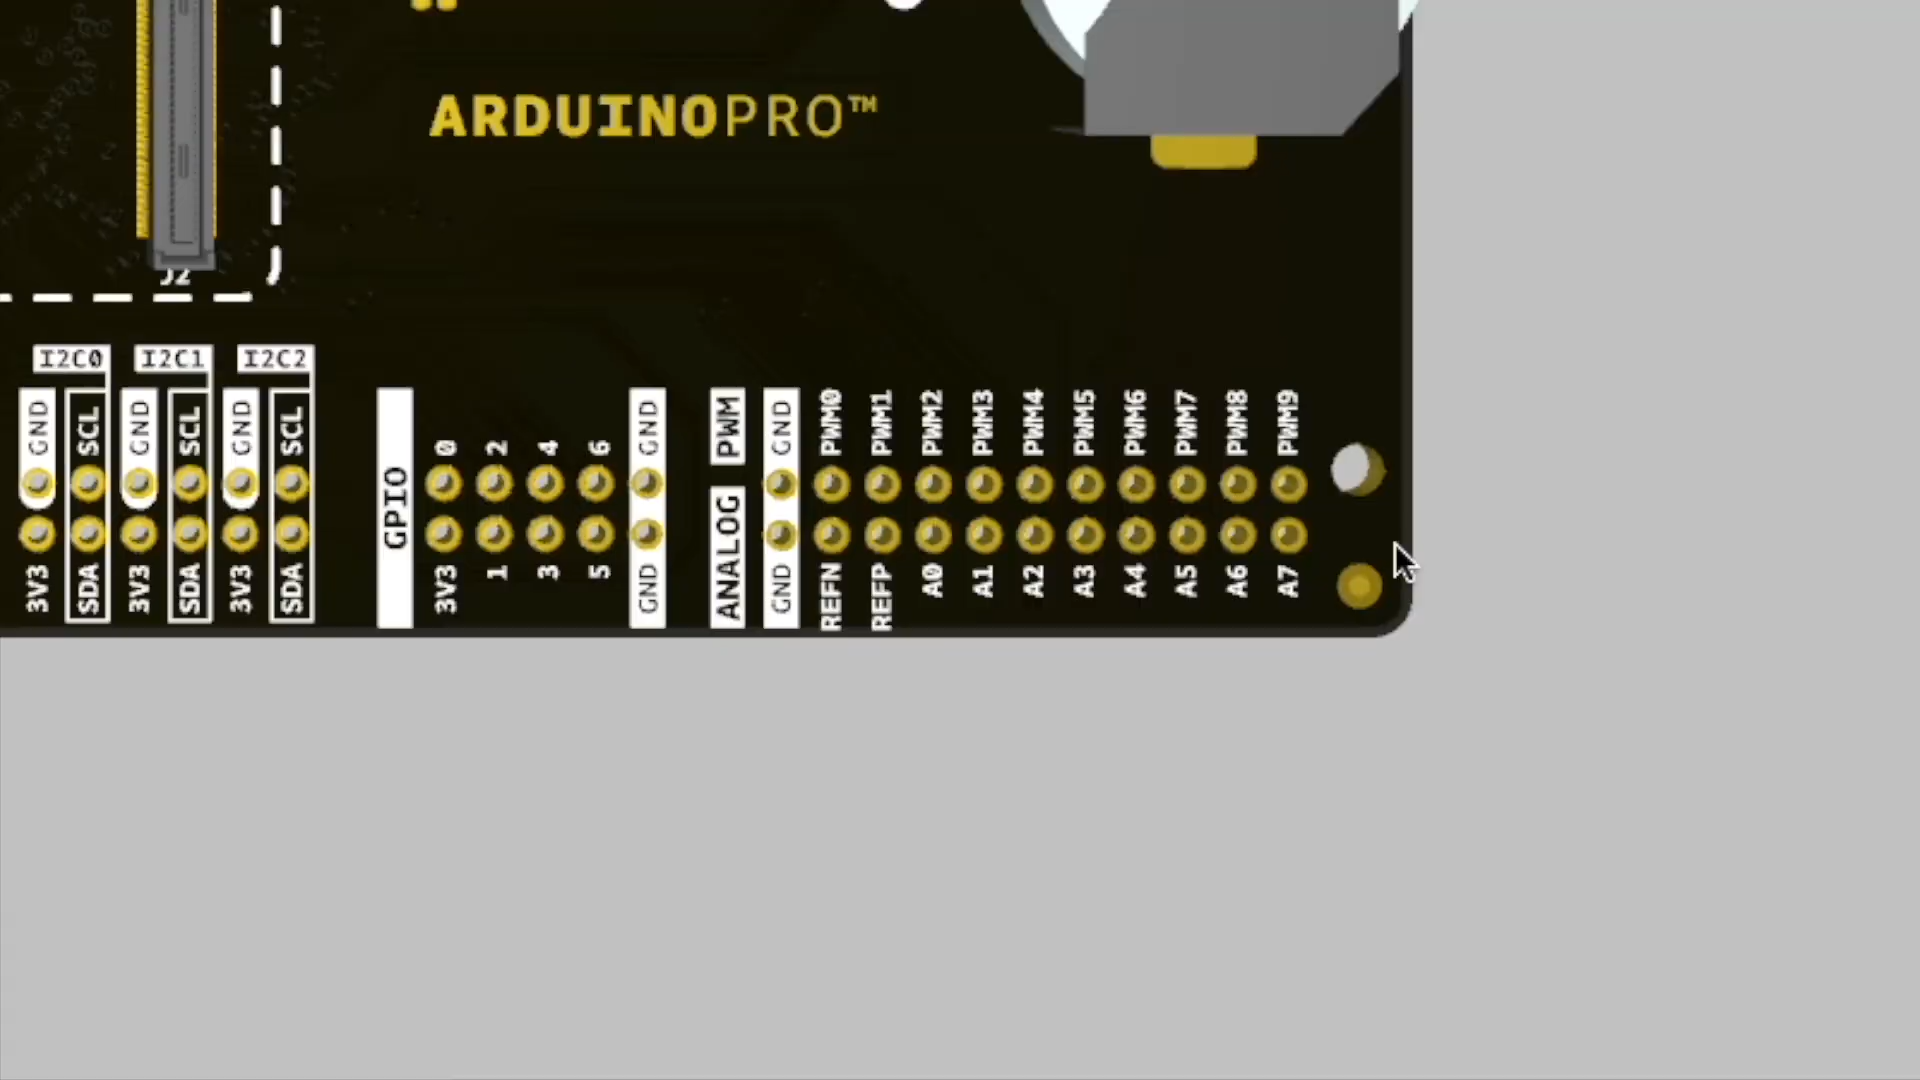 ARDUINOPRO™
J2
I2C0 I2C1 I2C2
GND SCL GND SCL GND SCL
3V3 SDA 3V3 SDA 3V3 SDA
GPIO
0 2 4 6 GND
3V3 1 3 5 GND
PWM
GND PWM0 PWM1 PWM2 PWM3 PWM4 PWM5 PWM6 PWM7 PWM8 PWM9
ANALOG
GND REFN REFP A0 A1 A2 A3 A4 A5 A6 A7